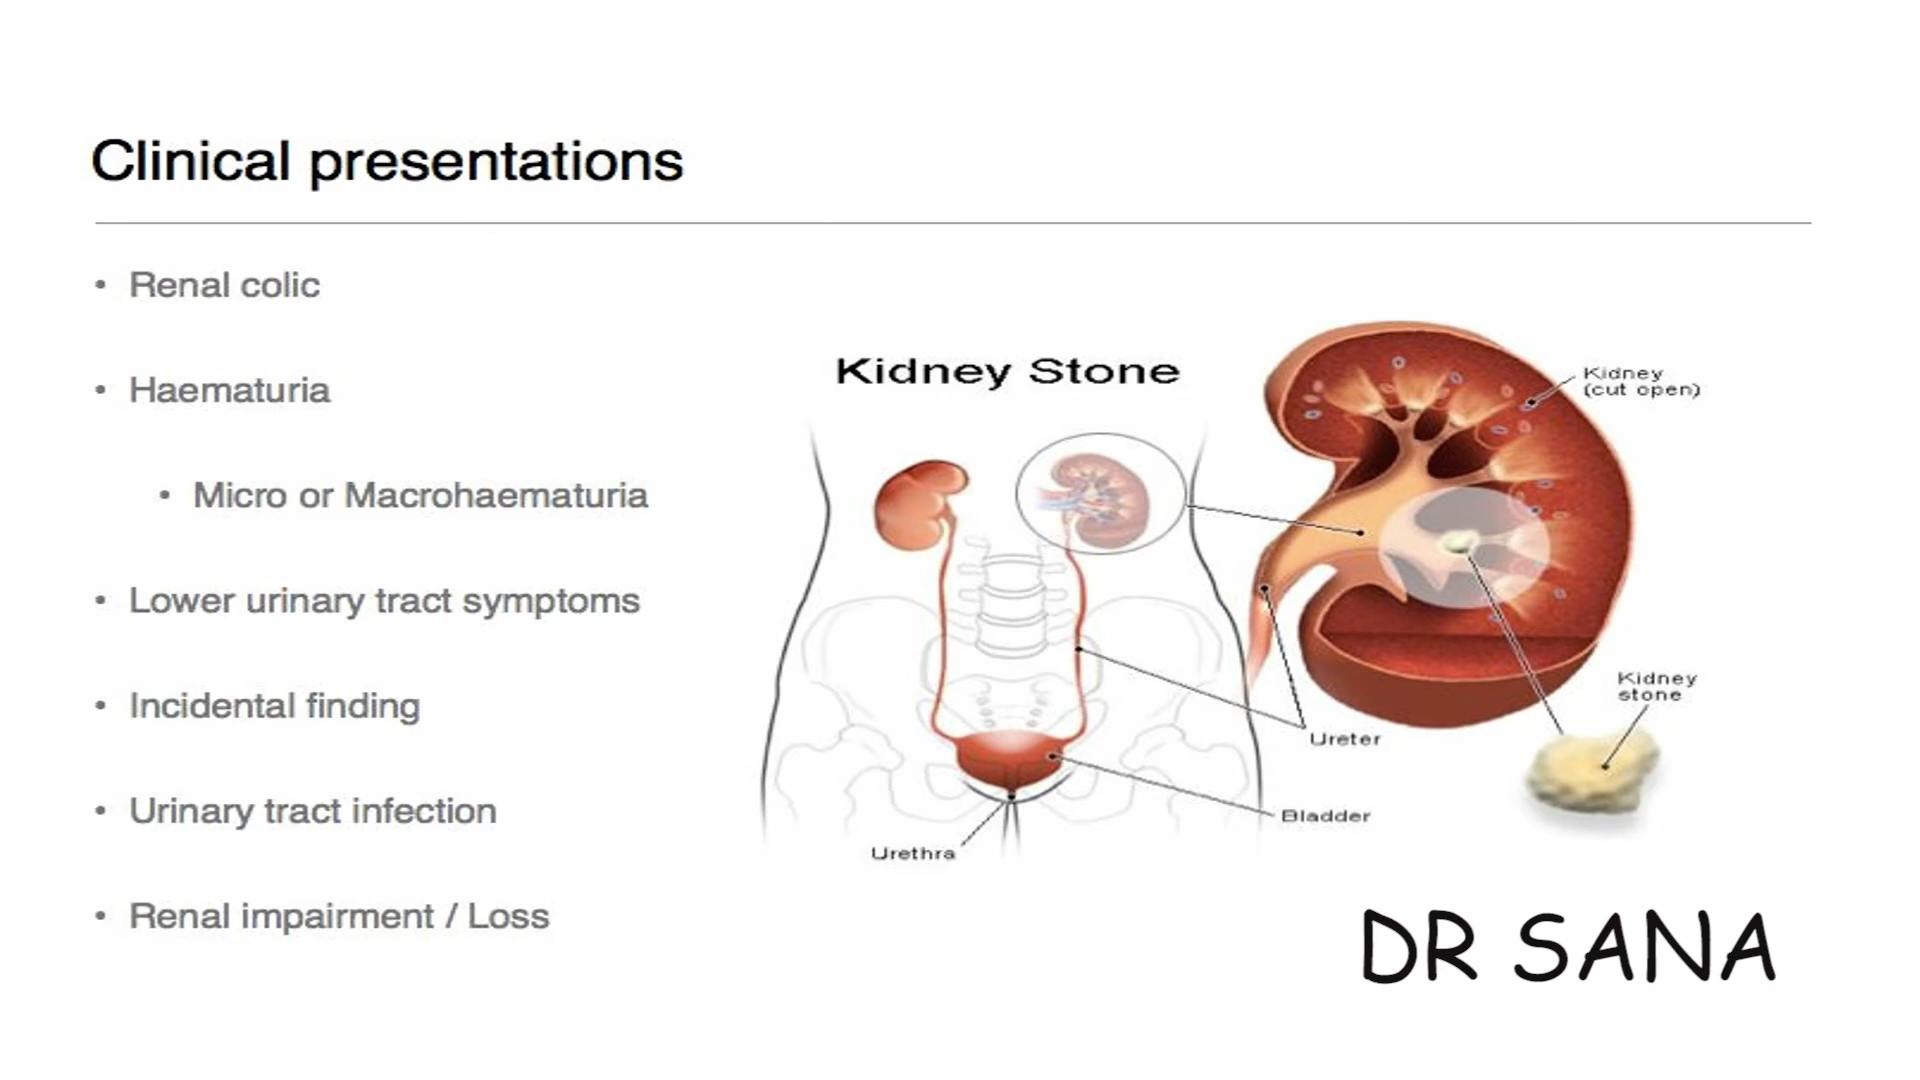 Clinical presentations
• Renal colic
• Haematuria
• Micro or Macrohaematuria
• Lower urinary tract symptoms
• Incidental finding
• Urinary tract infection
• Renal impairment / Loss
Kidney Stone
Kidney
(cut open)
Kidney
stone
Ureter
Bladder
Urethra
DR SANA